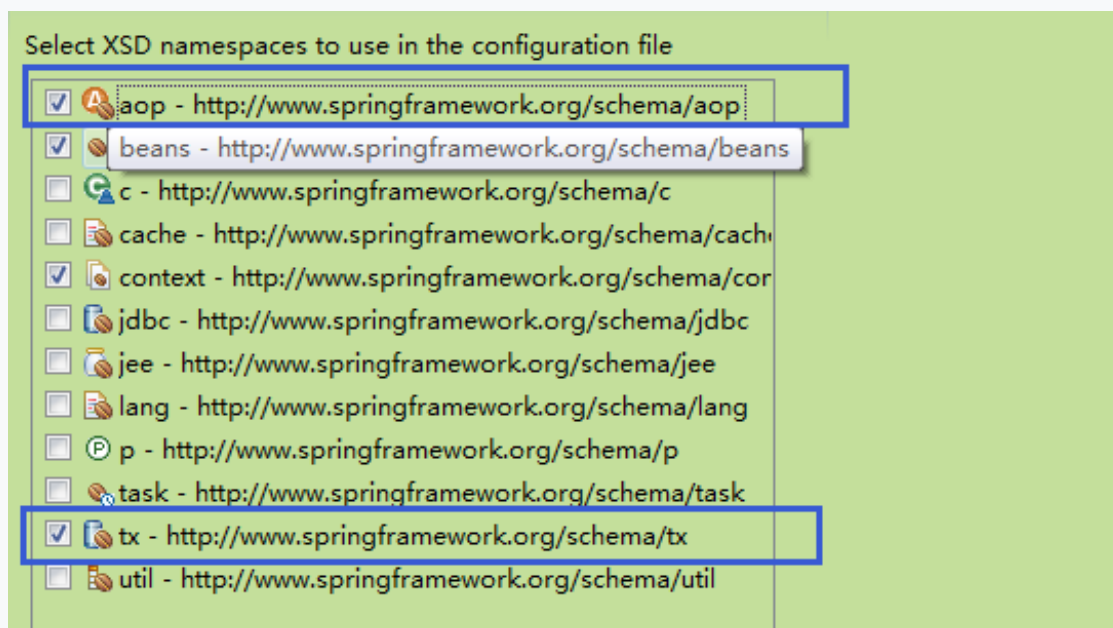 Select XSD namespaces to use in the configuration file
aop - http://www.springframework.org/schema/aop
beans - http://www.springframework.org/schema/beans
c - http://www.springframework.org/schema/c
cache - http://www.springframework.org/schema/cach
context - http://www.springframework.org/schema/con
jdbc - http://www.springframework.org/schema/jdbc
jee - http://www.springframework.org/schema/jee
lang - http://www.springframework.org/schema/lang
p - http://www.springframework.org/schema/p
task - http://www.springframework.org/schema/task
tx - http://www.springframework.org/schema/tx
util - http://www.springframework.org/schema/util